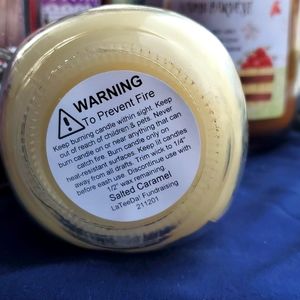 WARNING
To Prevent Fire
Keep burning candle within sight. Keep
out of reach of children & pets. Never
burn candle on or near anything that can
catch fire. Burn candle only on
heat-resistant surfaces. Keep lit candles
away from all drafts. Trim wick to 1/4"
before each use. Discontinue use with
1/2" wax remaining.
Salted Caramel
LaTeeDa! Fundraising
211201